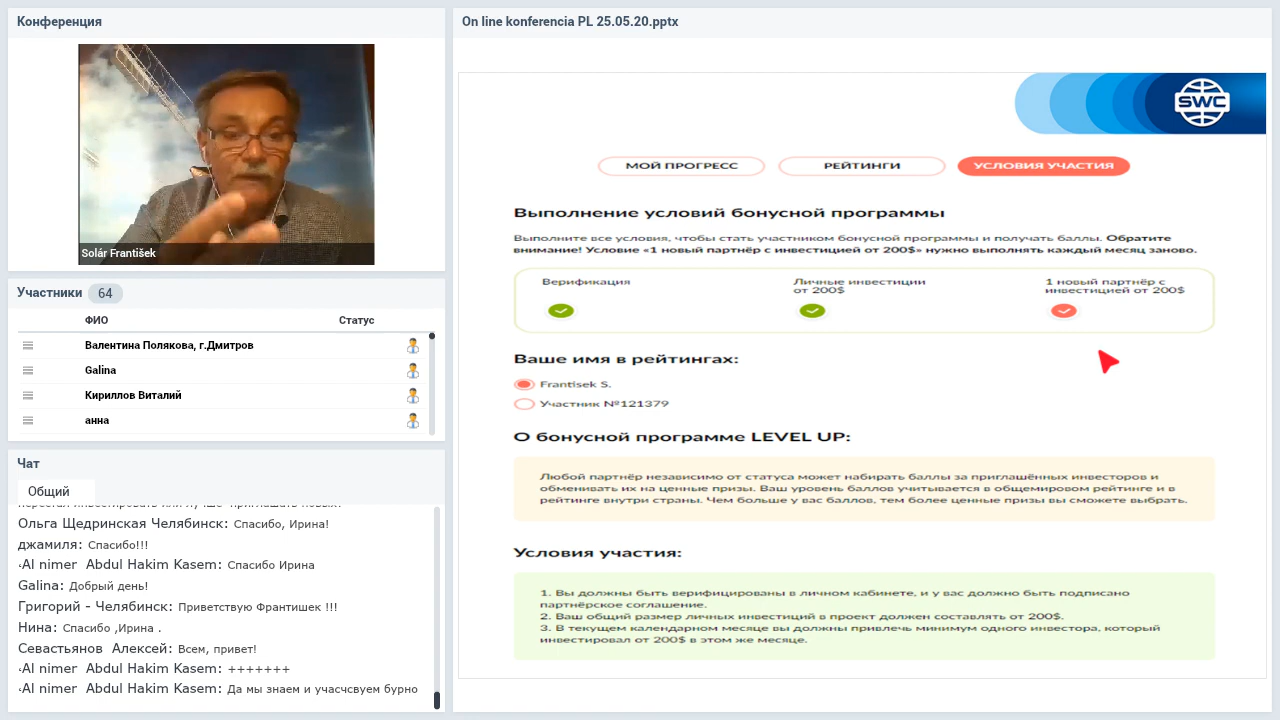 Конференция
Solár František
Участники 64
ФИО Статус
Валентина Полякова, г.Дмитров
Galina
Кириллов Виталий
анна
Чат
Общий
Ольга Щедринская Челябинск: Спасибо, Ирина!
джамиля: Спасибо!!!
Al nimer Abdul Hakim Kasem: Спасибо Ирина
Galina: Добрый день!
Григорий - Челябинск: Приветствую Франтишек !!!
Нина: Спасибо ,Ирина .
Севастьянов Алексей: Всем, привет!
Al nimer Abdul Hakim Kasem: +++++++
Al nimer Abdul Hakim Kasem: Да мы знаем и учасчсвуем бурно
On line konferencia PL 25.05.20.pptx
SWC
МОЙ ПРОГРЕСС РЕЙТИНГИ УСЛОВИЯ УЧАСТИЯ
Выполнение условий бонусной программы
Выполните все условия, чтобы стать участником бонусной программы и получать баллы. Обратите
внимание! Условие «1 новый партнёр с инвестицией от 200$» нужно выполнять каждый месяц заново.
Верификация
Личные инвестиции
от 200$
1 новый партнёр с
инвестицией от 200$
Ваше имя в рейтингах:
Frantisek S.
Участник №121379
О бонусной программе LEVEL UP:
Любой партнёр независимо от статуса может набирать баллы за приглашённых инвесторов и
обменивать их на ценные призы. Ваш уровень баллов учитывается в общемировом рейтинге и в
рейтинге внутри страны. Чем больше у вас баллов, тем более ценные призы вы сможете выбрать.
Условия участия:
1. Вы должны быть верифицированы в личном кабинете, и у вас должно быть подписано
партнёрское соглашение.
2. Ваш общий размер личных инвестиций в проект должен составлять от 200$.
3. В текущем календарном месяце вы должны привлечь минимум одного инвестора, который
инвестировал от 200$ в этом же месяце.